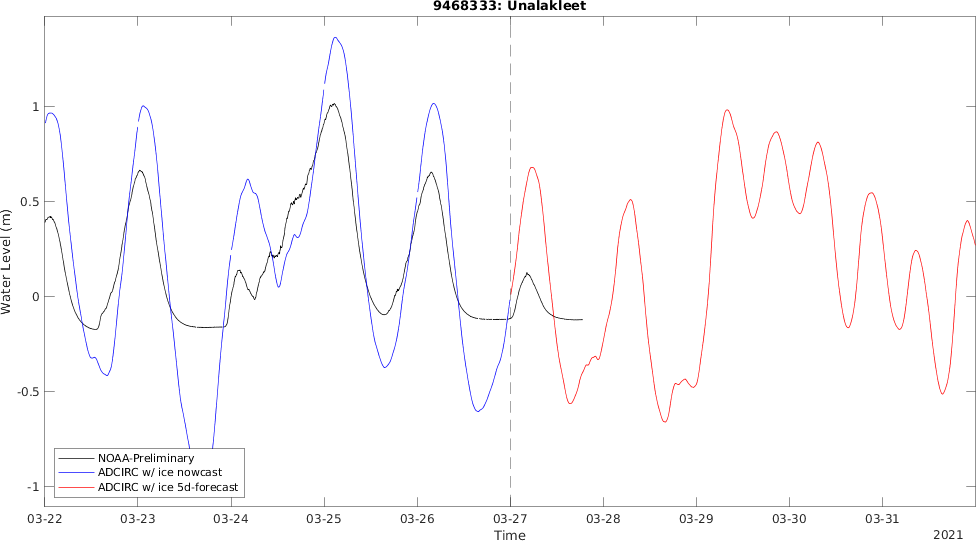 9468333: Unalakleet
Water Level (m)
1
0.5
0
-0.5
-1
NOAA-Preliminary
ADCIRC w/ ice nowcast
ADCIRC w/ ice 5d-forecast
03-22 03-23 03-24 03-25 03-26 03-27 03-28 03-29 03-30 03-31
Time
2021